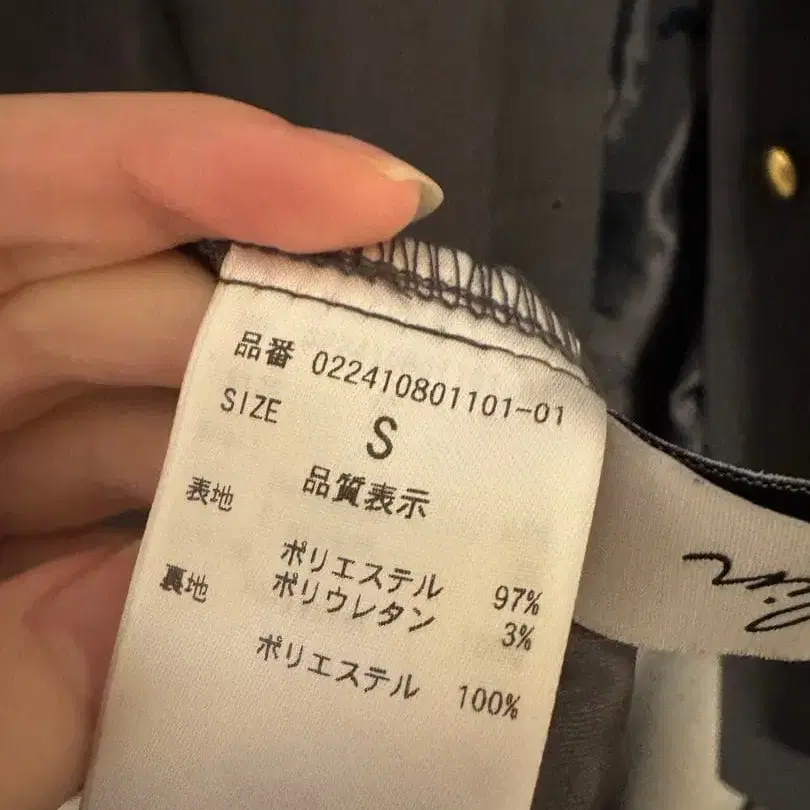 品番 022410801101-01
SIZE S
品質表示
表地
ポリエステル 97%
ポリウレタン 3%
裏地
ポリエステル 100%